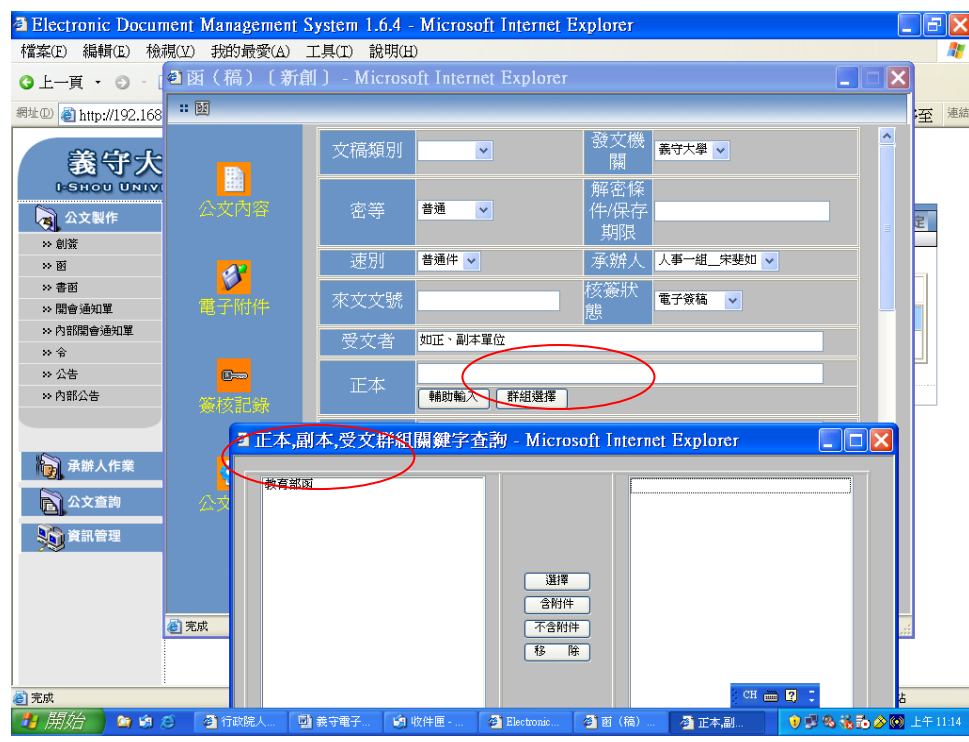 Electronic Document Management System 1.6.4 - Microsoft Internet Explorer
檔案(F) 編輯(E) 檢視(V) 我的最愛(A) 工具(T) 說明(H)
上一頁
函（稿）〔新創〕 - Microsoft Internet Explorer
網址(D) http://192.168
至 連結
函
義守大
I-SHOU UNIV
公文製作
創簽
函
書函
開會通知單
內部開會通知單
令
公告
內部公告
承辦人作業
公文查詢
資訊管理
公文內容
電子附件
簽核記錄
公文
文稿類別
發文機關 義守大學
密等 普通
解密條件/保存期限
速別 普通件
承辦人 人事一組__宋斐如
來文文號
核簽狀態 電子簽稿
受文者 如正、副本單位
正本
輔助輸入 群組選擇
定
正本,副本,受文群組關鍵字查詢 - Microsoft Internet Explorer
教育部函
選擇
含附件
不含附件
移 除
完成
完成
站
CH
開始 行政院人... 義守電子... 收件匣 - ... Electronic... 函（稿）... 正本,副... 上午 11:14